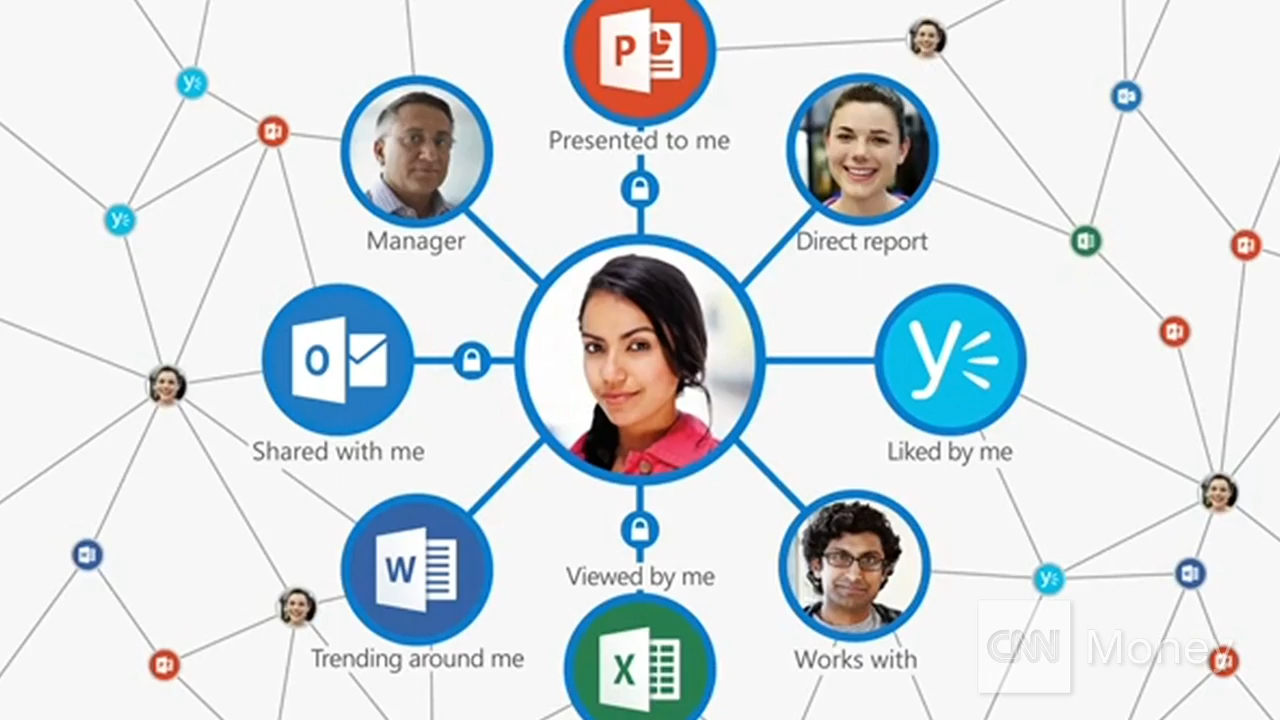 P
Presented to me
Manager
Direct report
O
y
Shared with me
Liked by me
W
Viewed by me
Trending around me
X
Works with
CNN Money